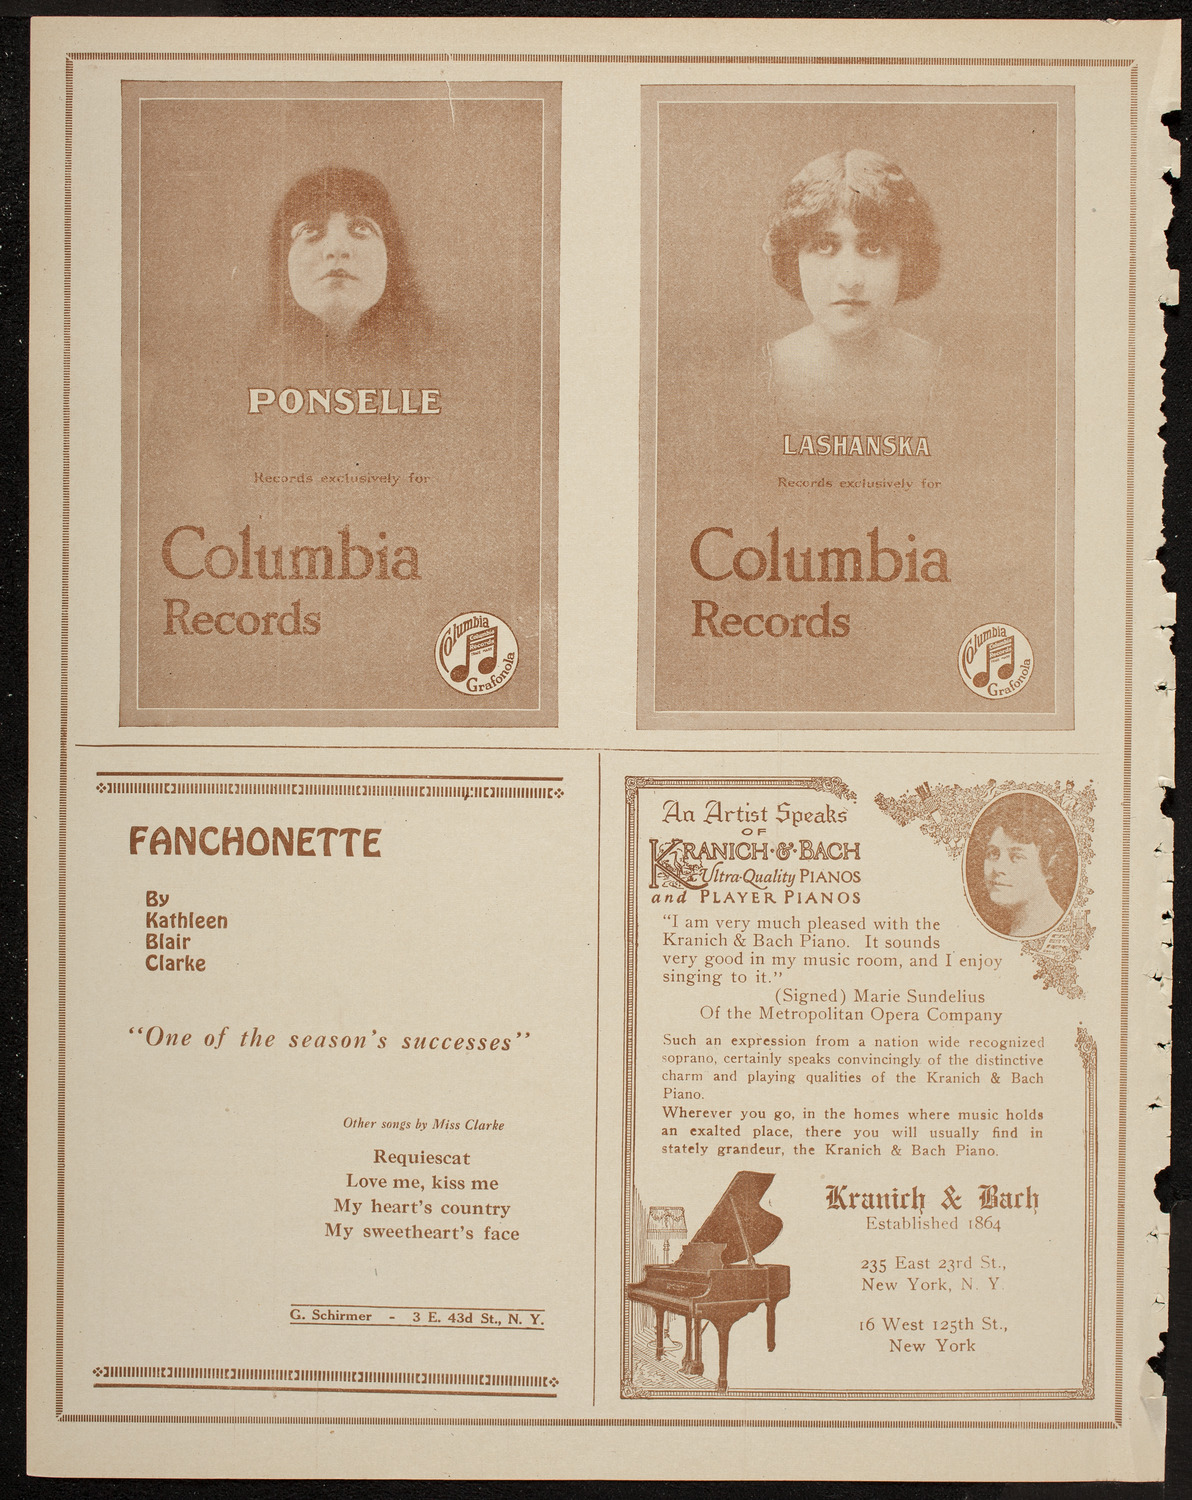 PONSELLE
Records exclusively for
Columbia
Records
Columbia
Columbia
Records
Grafonola
LASHANSKA
Records exclusively for
Columbia
Records
Columbia
Columbia
Records
Grafonola
FANCHONETTE
By
Kathleen
Blair
Clarke
"One of the season's successes"
Other songs by Miss Clarke
Requiescat
Love me, kiss me
My heart's country
My sweetheart's face
G. Schirmer - 3 E. 43d St., N. Y.
An Artist Speaks
OF
KRANICH·&·BACH
Ultra-Quality PIANOS
and PLAYER PIANOS
"I am very much pleased with the
Kranich & Bach Piano. It sounds
very good in my music room, and I enjoy
singing to it."
(Signed) Marie Sundelius
Of the Metropolitan Opera Company
Such an expression from a nation wide recognized
soprano, certainly speaks convincingly of the distinctive
charm and playing qualities of the Kranich & Bach
Piano.
Wherever you go, in the homes where music holds
an exalted place, there you will usually find in
stately grandeur, the Kranich & Bach Piano.
Kranich & Bach
Established 1864
235 East 23rd St.,
New York, N. Y.
16 West 125th St.,
New York